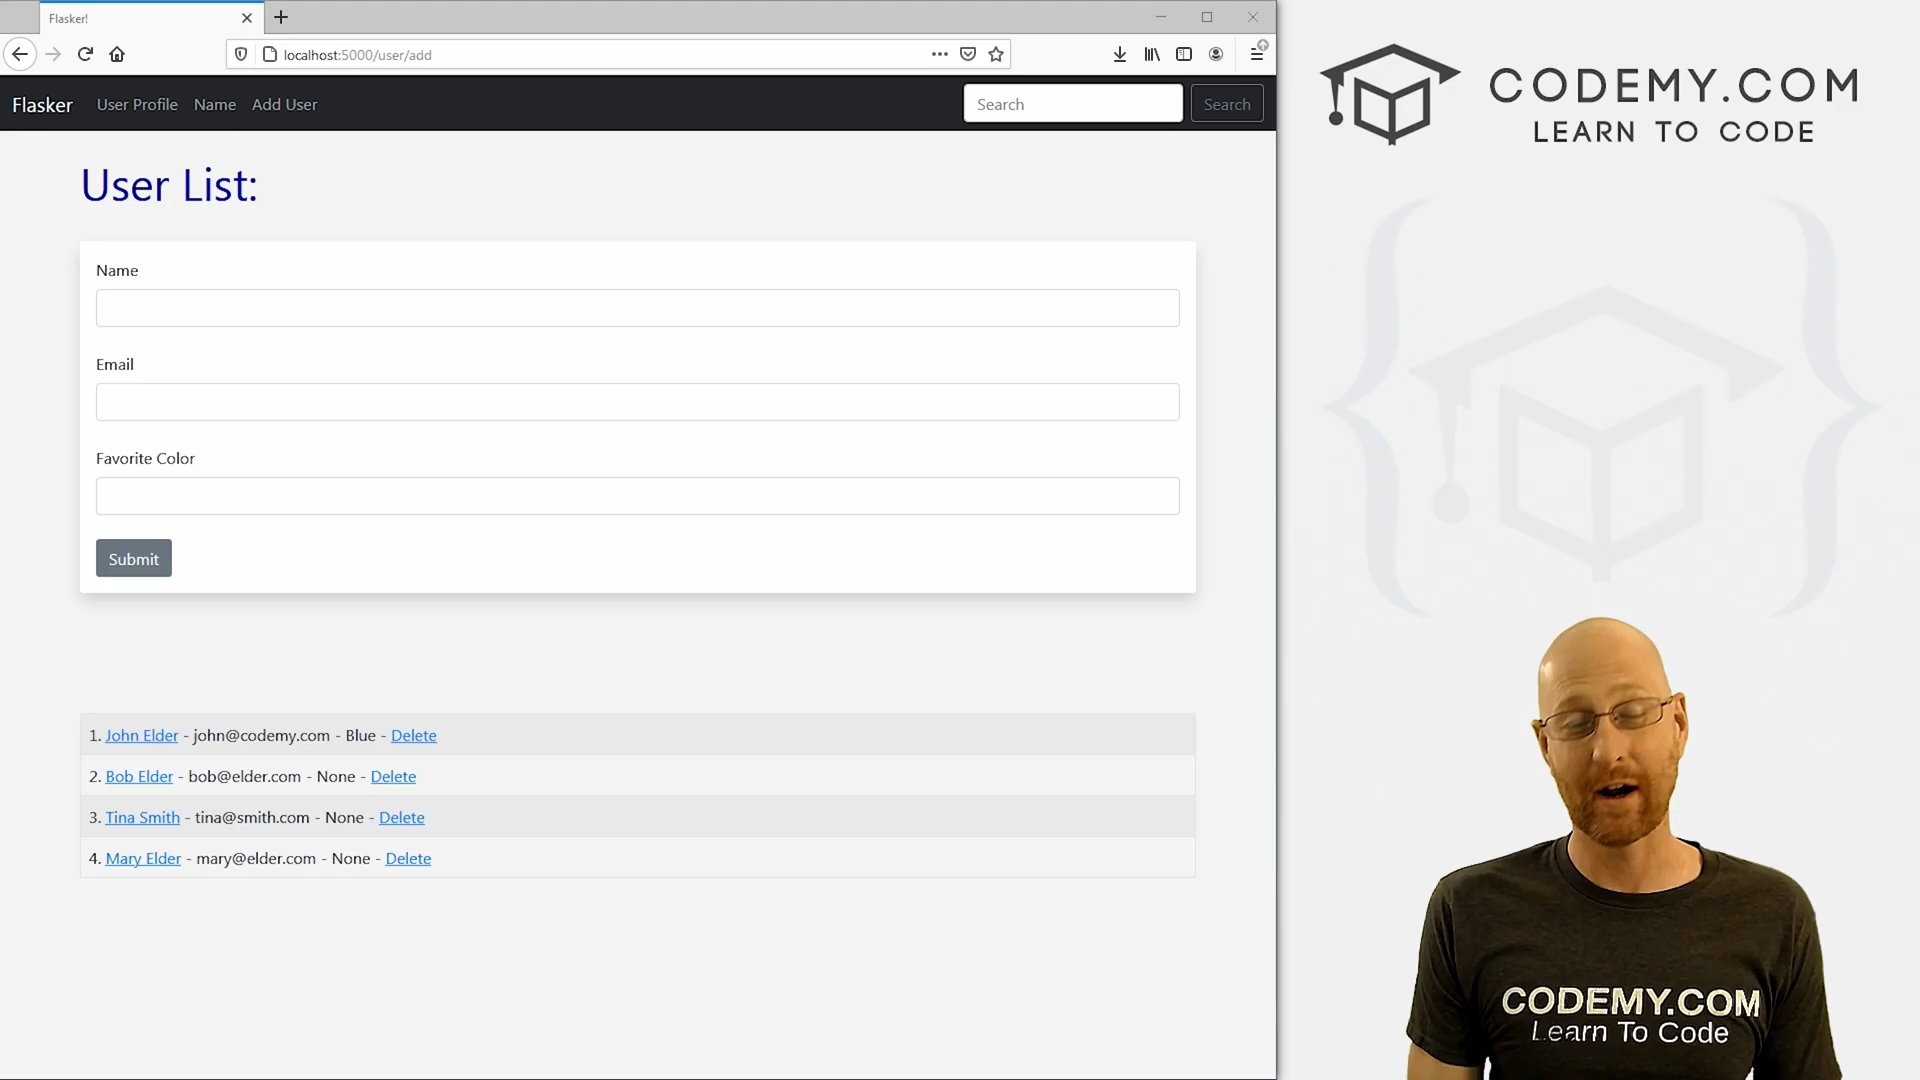 Flasker!
localhost:5000/user/add
Flasker User Profile Name Add User Search Search
CODEMY.COM
LEARN TO CODE
User List:
Name
Email
Favorite Color
Submit
1. John Elder - john@codemy.com - Blue - Delete
2. Bob Elder - bob@elder.com - None - Delete
3. Tina Smith - tina@smith.com - None - Delete
4. Mary Elder - mary@elder.com - None - Delete
CODEMY.COM
Learn To Code